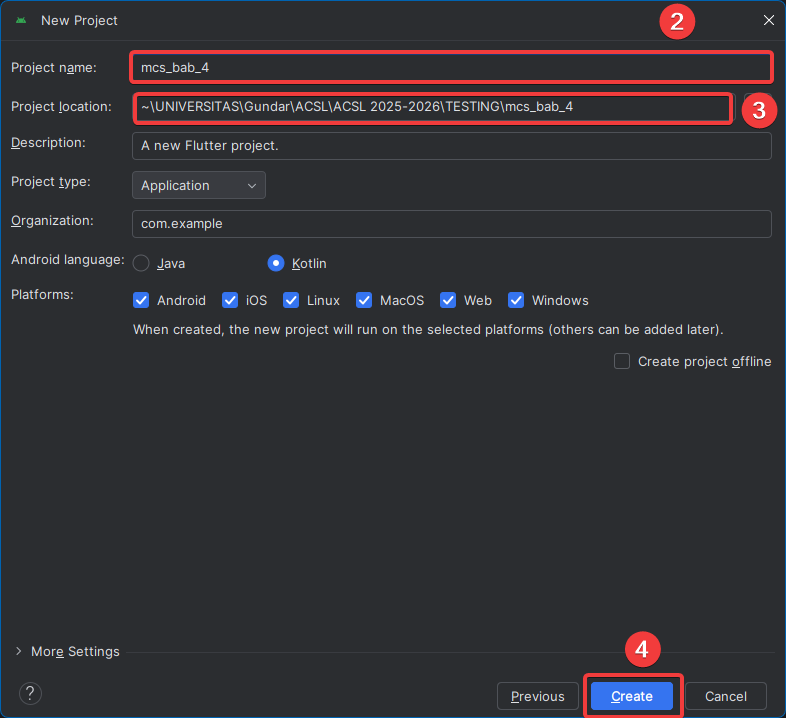 New Project
2
Project name:
mcs_bab_4
Project location:
~\UNIVERSITAS\Gundar\ACSL\ACSL 2025-2026\TESTING\mcs_bab_4
3
Description:
A new Flutter project.
Project type:
Application
Organization:
com.example
Android language:
Java
Kotlin
Platforms:
Android
iOS
Linux
MacOS
Web
Windows
When created, the new project will run on the selected platforms (others can be added later).
Create project offline
More Settings
4
?
Previous
Create
Cancel